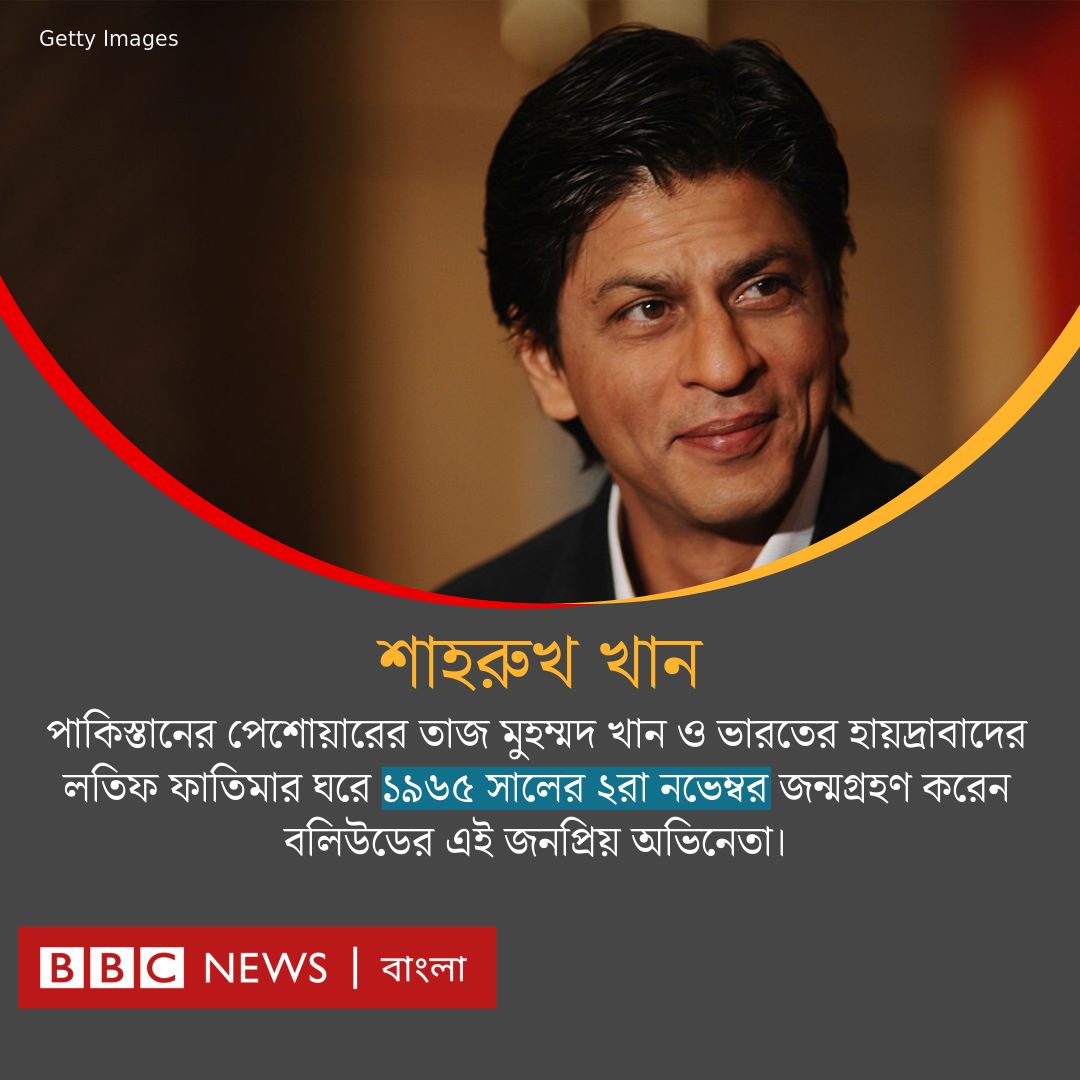 Getty Images
শাহরুখ খান
পাকিস্তানের পেশোয়ারের তাজ মুহম্মদ খান ও ভারতের হায়দ্রাবাদের
লতিফ ফাতিমার ঘরে ১৯৬৫ সালের ২রা নভেম্বর জন্মগ্রহণ করেন
বলিউডের এই জনপ্রিয় অভিনেতা।
BBC NEWS | বাংলা